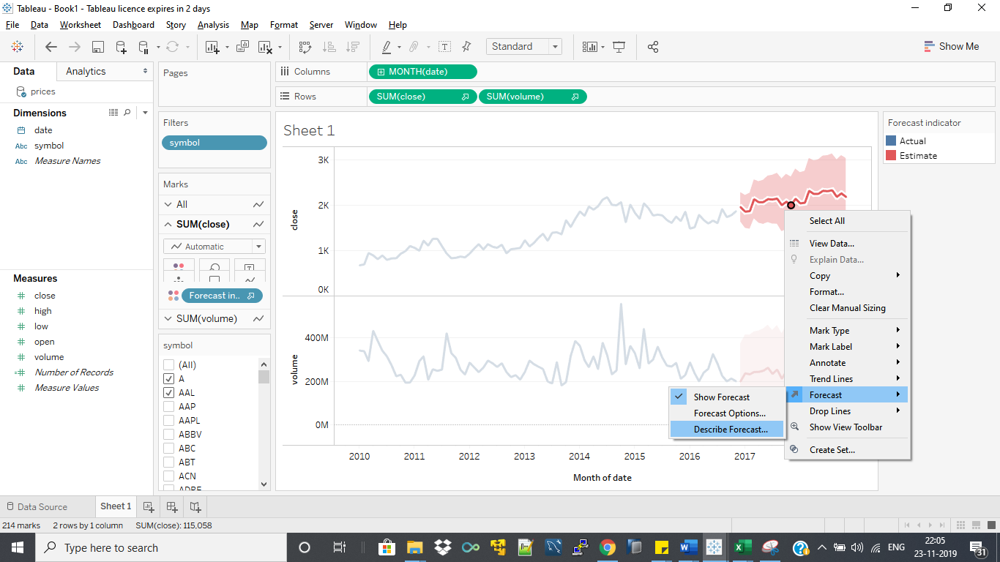 Tableau - Book1 - Tableau licence expires in 2 days
File Data Worksheet Dashboard Story Analysis Map Format Server Window Help
Standard
Show Me
Data Analytics
prices
Dimensions
date
Abc symbol
Abc Measure Names
Measures
close
high
low
open
volume
Number of Records
Measure Values
Pages
Filters
symbol
Marks
All
SUM(close)
Automatic
Forecast in..
SUM(volume)
symbol
(All)
A
AAL
AAP
AAPL
ABBV
ABC
ABT
ACN
ADBE
Columns MONTH(date)
Rows SUM(close) SUM(volume)
Sheet 1
3K
2K
1K
0K
close
400M
200M
0M
volume
2010 2011 2012 2013 2014 2015 2016 2017
Month of date
Forecast indicator
Actual
Estimate
Select All
View Data...
Explain Data...
Copy
Format...
Clear Manual Sizing
Mark Type
Mark Label
Annotate
Trend Lines
Forecast
Drop Lines
Show View Toolbar
Create Set...
Show Forecast
Forecast Options...
Describe Forecast...
Data Source Sheet 1
214 marks 2 rows by 1 column SUM(close): 115,058
Type here to search
ENG
22:05
23-11-2019
31